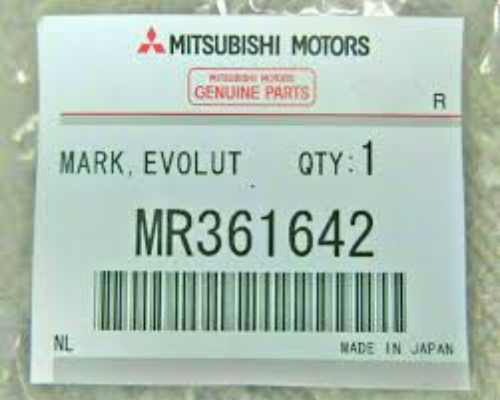 MITSUBISHI MOTORS
MITSUBISHI MOTORS
GENUINE PARTS
R
MARK, EVOLUT QTY:1
MR361642
NL
MADE IN JAPAN